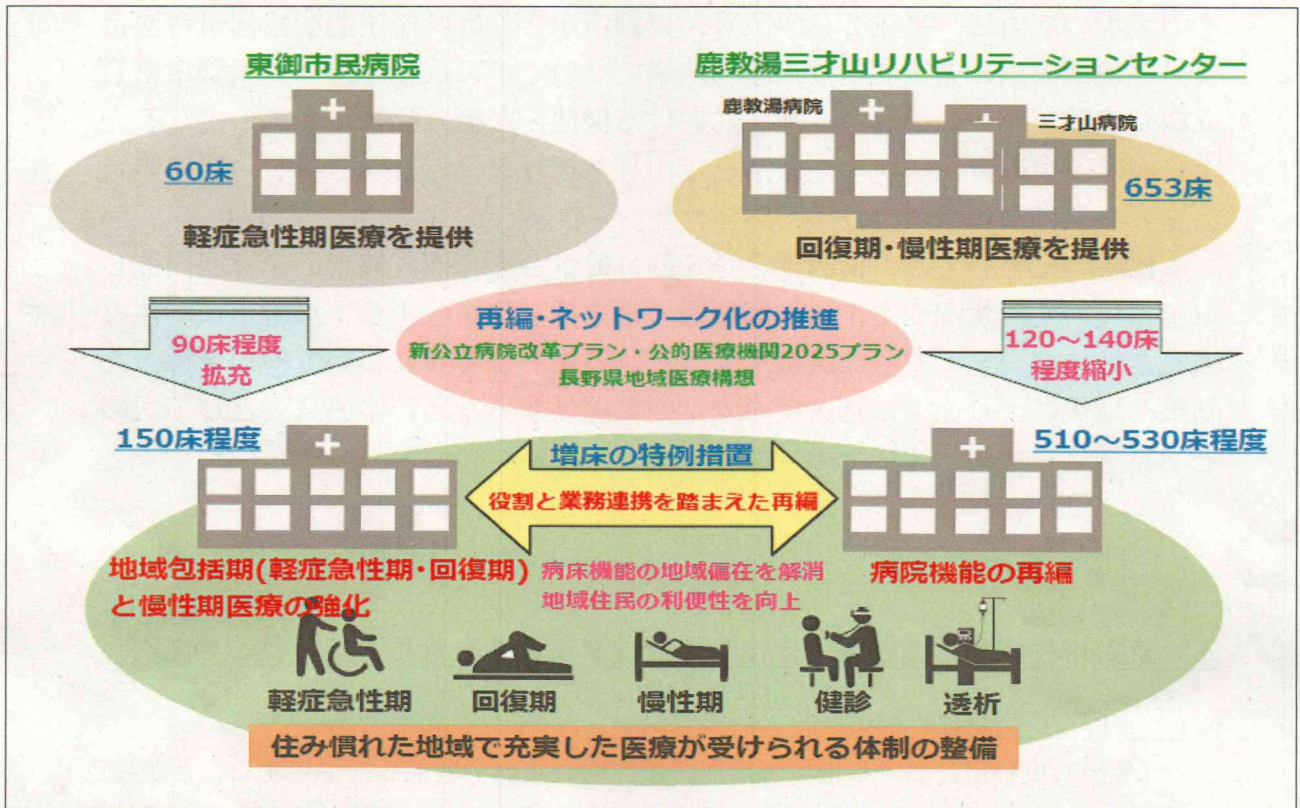 東御市民病院
鹿教湯三才山リハビリテーションセンター
鹿教湯病院
三才山病院
60床
653床
軽症急性期医療を提供
回復期・慢性期医療を提供
再編・ネットワーク化の推進
新公立病院改革プラン・公的医療機関2025プラン
長野県地域医療構想
90床程度
拡充
120～140床
程度縮小
150床程度
510～530床程度
増床の特例措置
役割と業務連携を踏まえた再編
地域包括期(軽症急性期・回復期)
と慢性期医療の強化
病床機能の地域偏在を解消
地域住民の利便性を向上
病院機能の再編
軽症急性期
回復期
慢性期
健診
透析
住み慣れた地域で充実した医療が受けられる体制の整備